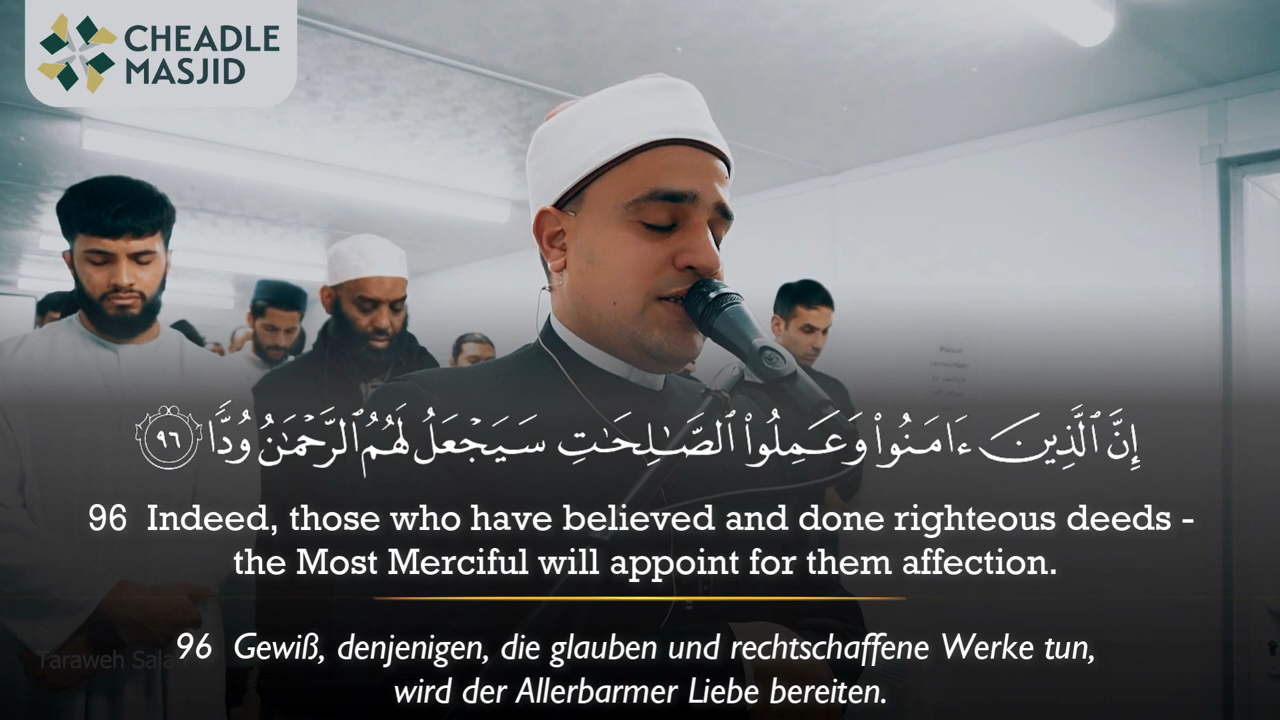 CHEADLE
MASJID
إِنَّ ٱلَّذِينَ ءَامَنُوا۟ وَعَمِلُوا۟ ٱلصَّـٰلِحَـٰتِ سَيَجْعَلُ لَهُمُ ٱلرَّحْمَـٰنُ وُدًّا ٩٦
96 Indeed, those who have believed and done righteous deeds -
the Most Merciful will appoint for them affection.
96 Gewiß, denjenigen, die glauben und rechtschaffene Werke tun,
Taraweh
wird der Allerbarmer Liebe bereiten.